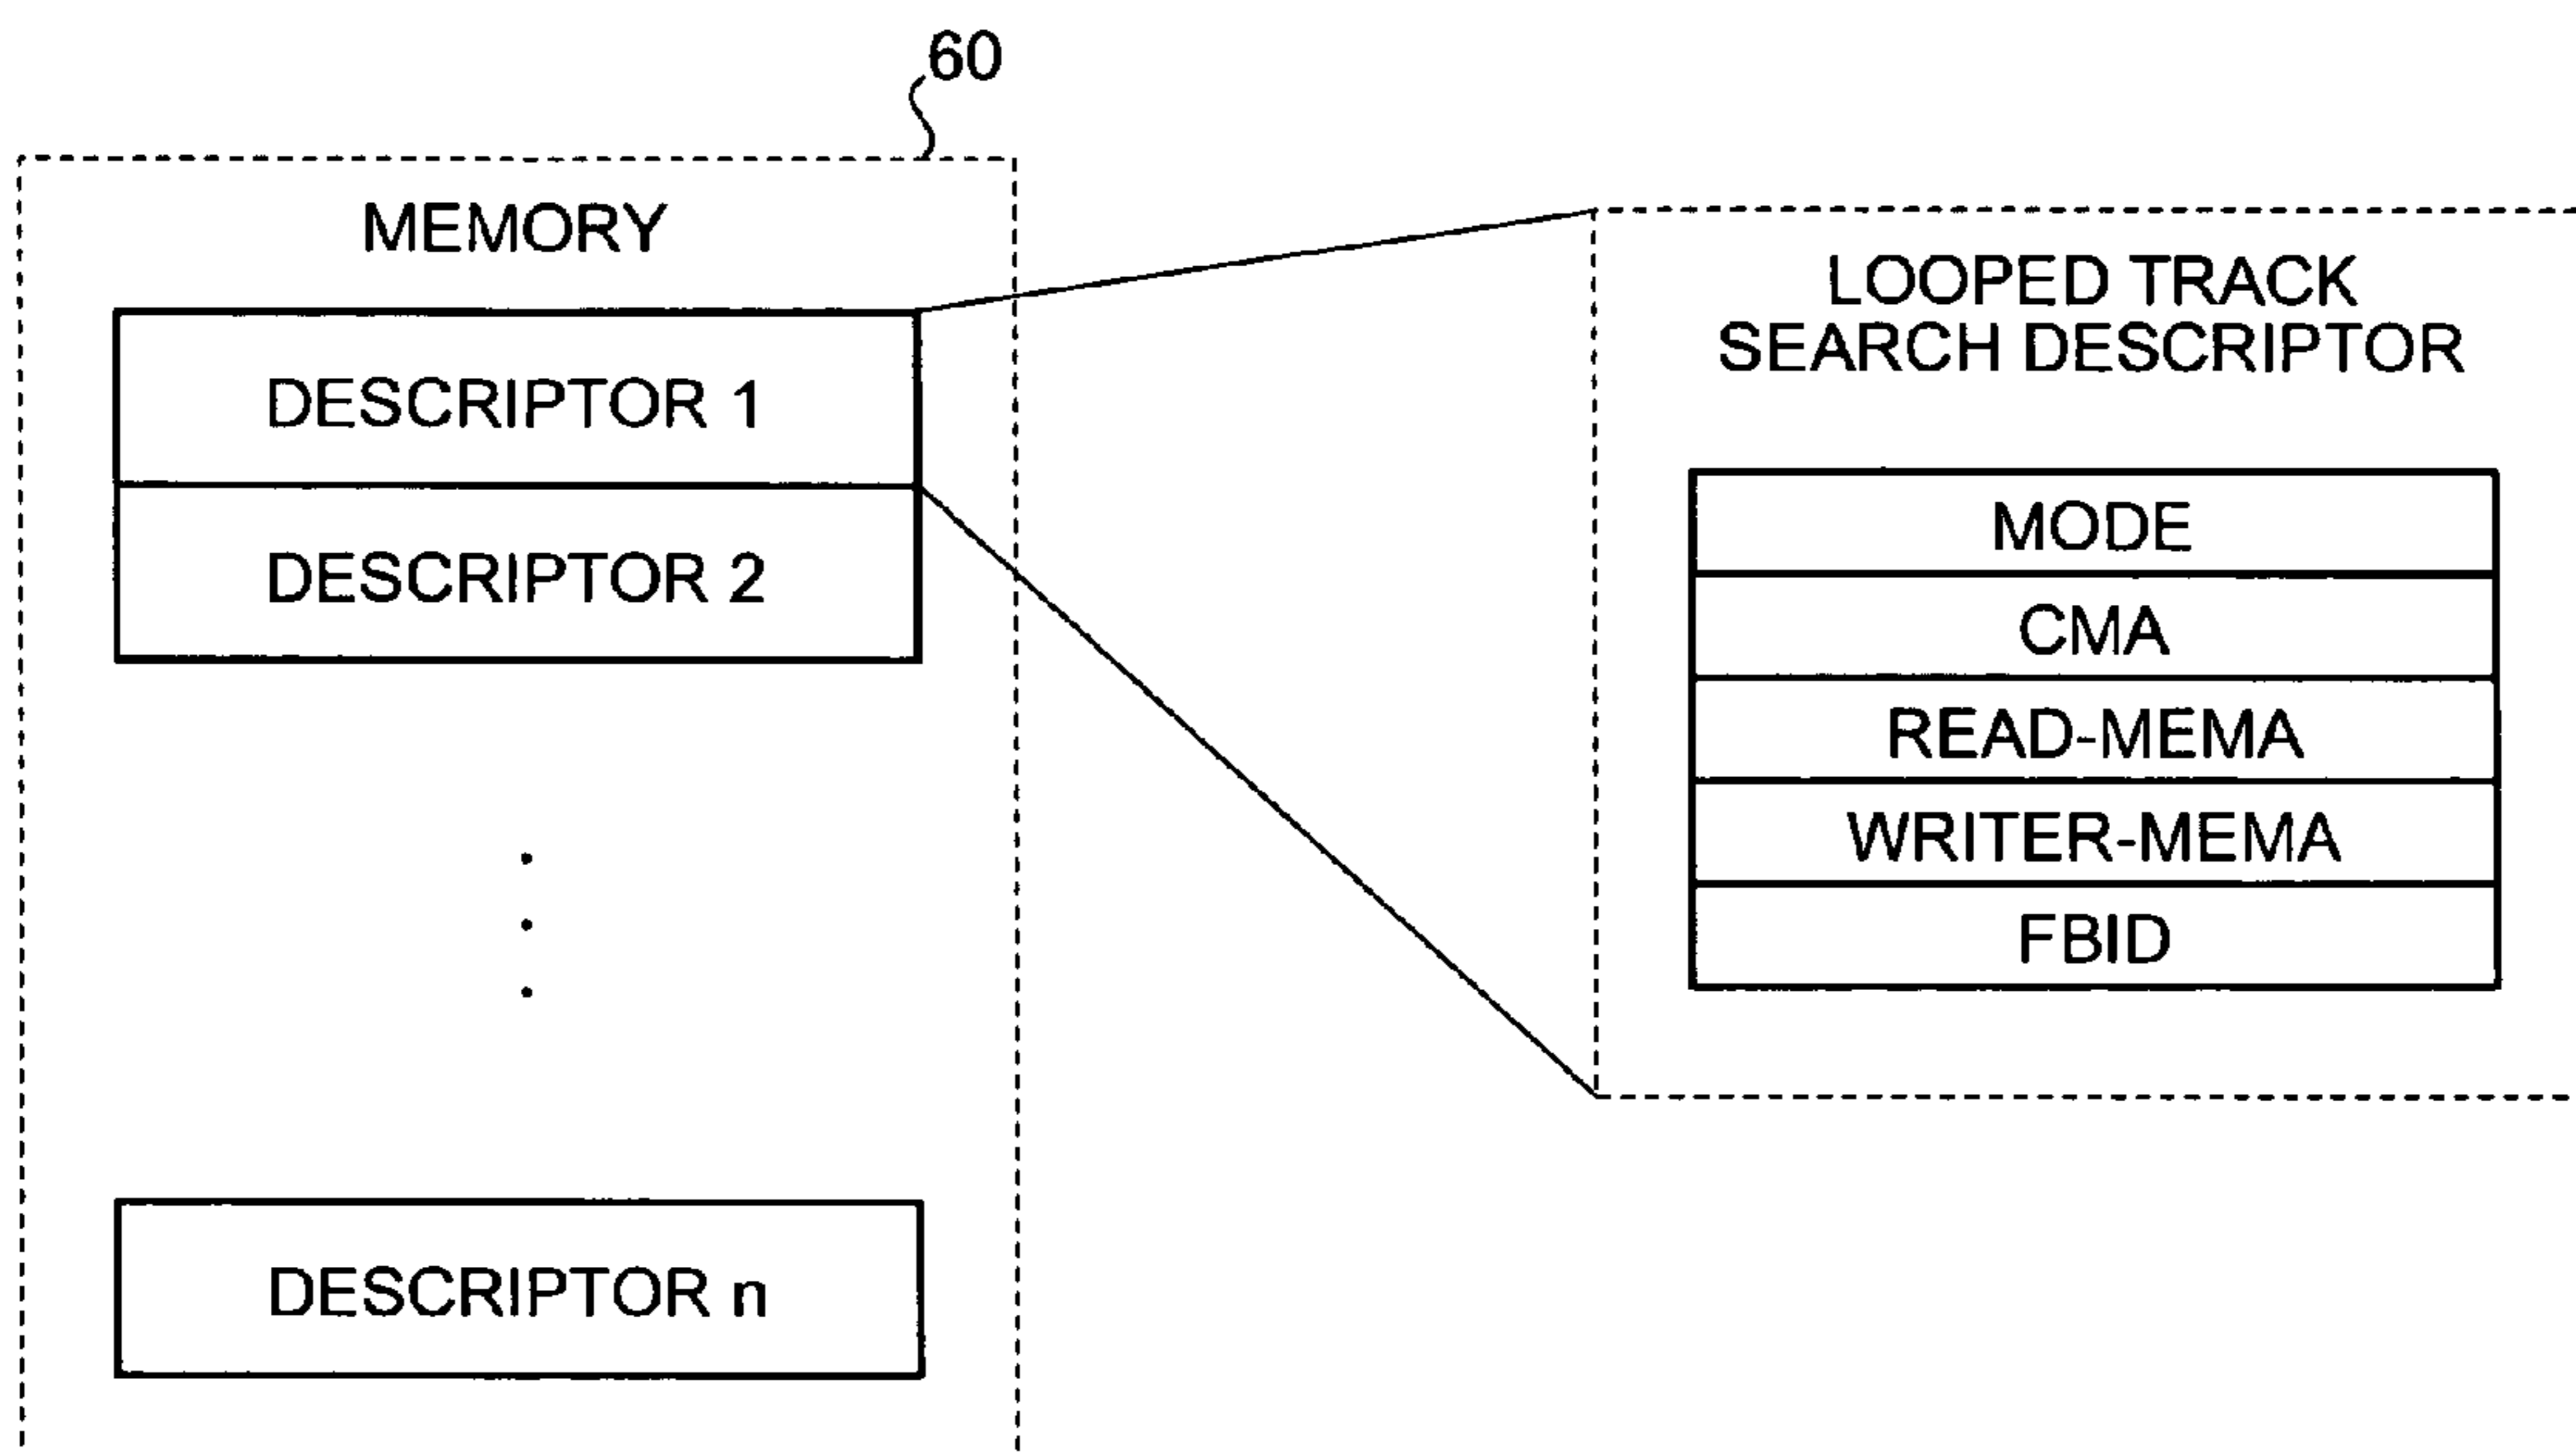 60
MEMORY
DESCRIPTOR 1
DESCRIPTOR 2
DESCRIPTOR n
LOOPED TRACK
SEARCH DESCRIPTOR
MODE
CMA
READ-MEMA
WRITER-MEMA
FBID